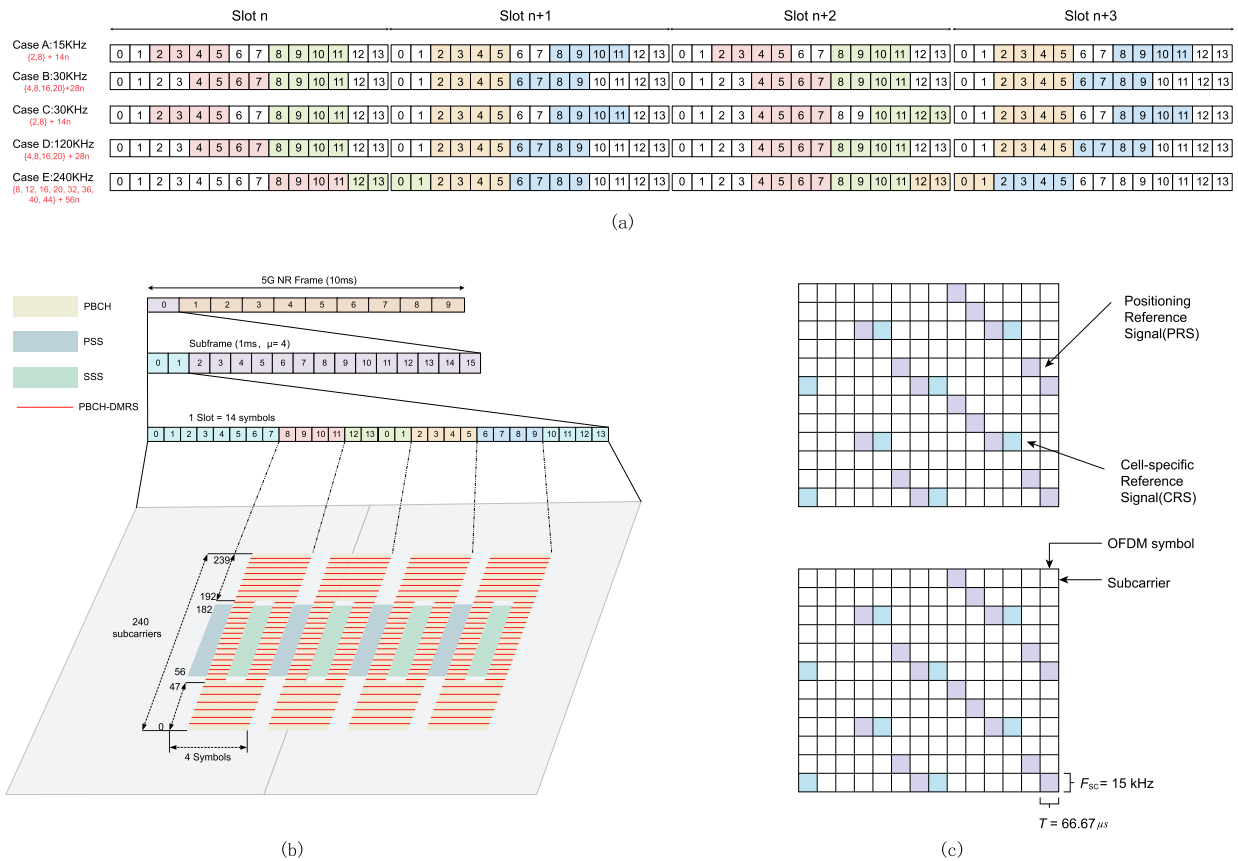 Slot n Slot n+1 Slot n+2 Slot n+3
Case A:15KHz
{2,8} + 14n
0 1 2 3 4 5 6 7 8 9 10 11 12 13 0 1 2 3 4 5 6 7 8 9 10 11 12 13 0 1 2 3 4 5 6 7 8 9 10 11 12 13 0 1 2 3 4 5 6 7 8 9 10 11 12 13
Case B:30KHz
{4,8,16,20}+28n
0 1 2 3 4 5 6 7 8 9 10 11 12 13 0 1 2 3 4 5 6 7 8 9 10 11 12 13 0 1 2 3 4 5 6 7 8 9 10 11 12 13 0 1 2 3 4 5 6 7 8 9 10 11 12 13
Case C:30KHz
{2,8} + 14n
0 1 2 3 4 5 6 7 8 9 10 11 12 13 0 1 2 3 4 5 6 7 8 9 10 11 12 13 0 1 2 3 4 5 6 7 8 9 10 11 12 13 0 1 2 3 4 5 6 7 8 9 10 11 12 13
Case D:120KHz
{4,8,16,20} + 28n
0 1 2 3 4 5 6 7 8 9 10 11 12 13 0 1 2 3 4 5 6 7 8 9 10 11 12 13 0 1 2 3 4 5 6 7 8 9 10 11 12 13 0 1 2 3 4 5 6 7 8 9 10 11 12 13
Case E:240KHz
{8, 12, 16, 20, 32, 36,
40, 44} + 56n
0 1 2 3 4 5 6 7 8 9 10 11 12 13 0 1 2 3 4 5 6 7 8 9 10 11 12 13 0 1 2 3 4 5 6 7 8 9 10 11 12 13 0 1 2 3 4 5 6 7 8 9 10 11 12 13
(a)
5G NR Frame (10ms)
0 1 2 3 4 5 6 7 8 9
PBCH
PSS
SSS
PBCH-DMRS
Subframe (1ms, μ= 4)
0 1 2 3 4 5 6 7 8 9 10 11 12 13 14 15
1 Slot = 14 symbols
0 1 2 3 4 5 6 7 8 9 10 11 12 13 0 1 2 3 4 5 6 7 8 9 10 11 12 13
239
192
182
240
subcarriers
56
47
0
4 Symbols
(b)
Positioning
Reference
Signal(PRS)
Cell-specific
Reference
Signal(CRS)
OFDM symbol
Subcarrier
FSC = 15 kHz
T = 66.67 μs
(c)